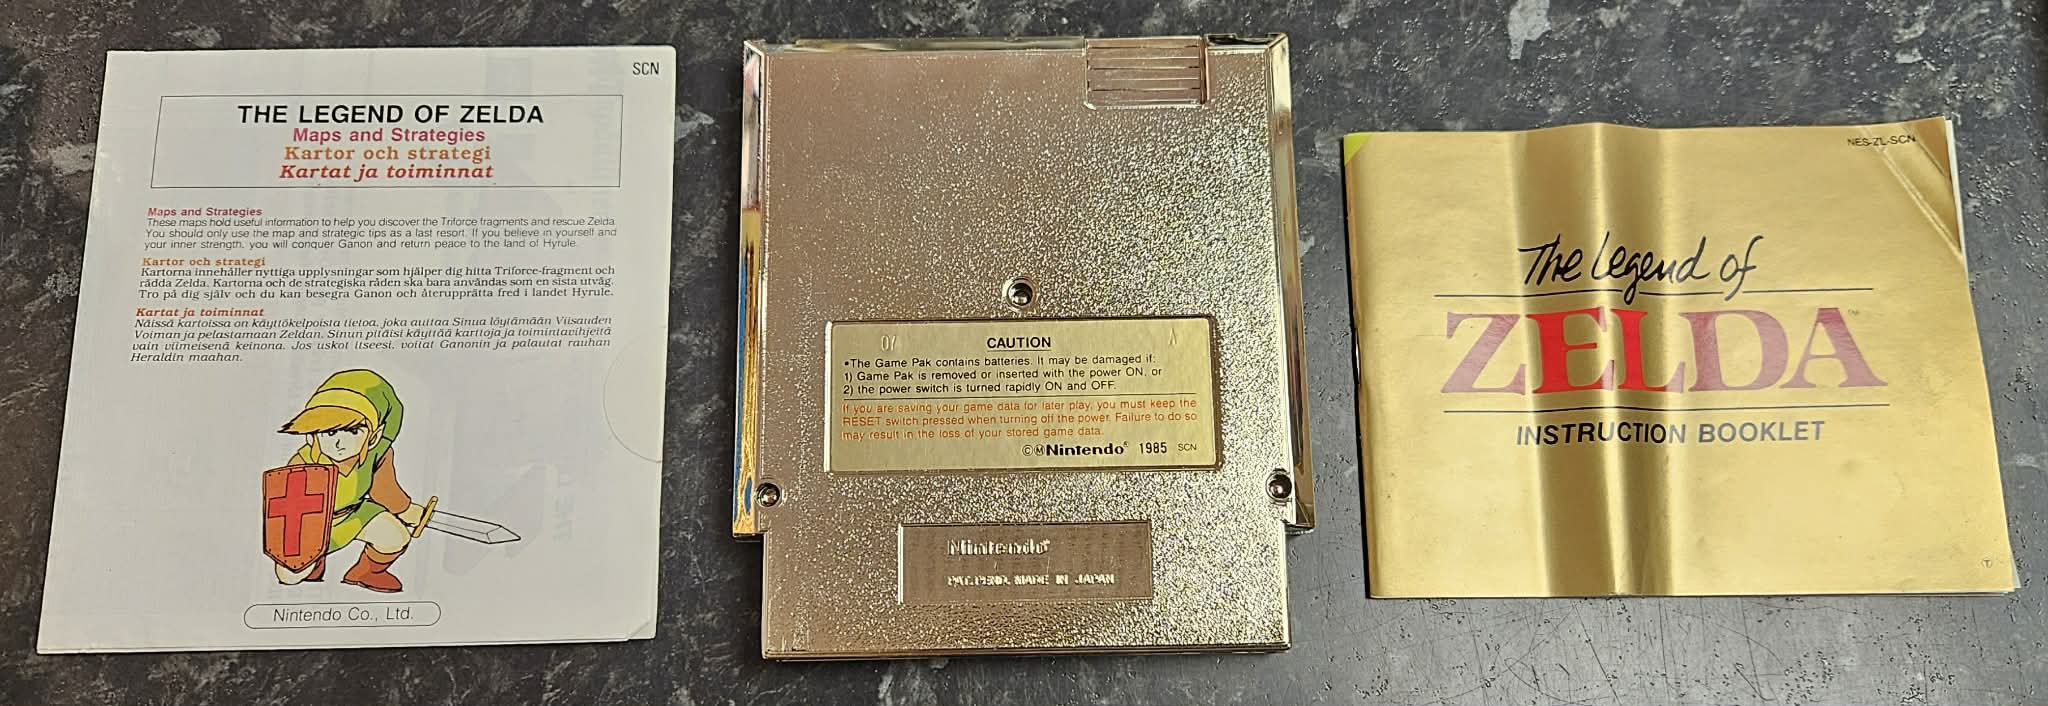 SCN
THE LEGEND OF ZELDA
Maps and Strategies
Kartor och strategi
Kartat ja toiminnat
Maps and Strategies
These maps hold useful information to help you discover the Triforce fragments and rescue Zelda.
You should only use the map and strategic tips as a last resort. If you believe in yourself and
your inner strength, you will conquer Ganon and return peace to the land of Hyrule.
Kartor och strategi
Kartorna innehåller nyttiga upplysningar som hjälper dig hitta Triforce-fragment och
rädda Zelda. Kartorna och de strategiska råden ska bara användas som en sista utväg.
Tro på dig själv och du kan besegra Ganon och återupprätta fred i landet Hyrule.
Kartat ja toiminnat
Näissä kartoissa on käyttökelpoista tietoa, joka auttaa Sinua löytämään Viisauden
Voiman ja pelastamaan Zeldan. Sinun pitäisi käyttää karttoja ja toimintavihjeitä
vain viimeisenä keinona. Jos uskot itseesi, voitat Ganonin ja palautat rauhan
Heraldin maahan.
Nintendo Co., Ltd.
07 A
CAUTION
•The Game Pak contains batteries. It may be damaged if:
1) Game Pak is removed or inserted with the power ON, or
2) the power switch is turned rapidly ON and OFF.
If you are saving your game data for later play, you must keep the
RESET switch pressed when turning off the power. Failure to do so
may result in the loss of your stored game data.
©ⓂNintendo® 1985 SCN
Nintendo®
PAT.PEND. MADE IN JAPAN
NES-ZL-SCN
The Legend of
ZELDA™
INSTRUCTION BOOKLET
T